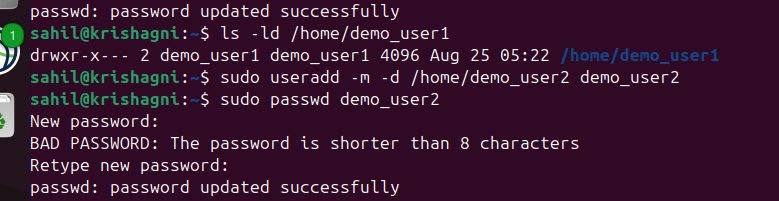 passwd: password updated successfully
sahil@krishagni:~$ ls -ld /home/demo_user1
drwxr-x--- 2 demo_user1 demo_user1 4096 Aug 25 05:22 /home/demo_user1
sahil@krishagni:~$ sudo useradd -m -d /home/demo_user2 demo_user2
sahil@krishagni:~$ sudo passwd demo_user2
New password:
BAD PASSWORD: The password is shorter than 8 characters
Retype new password:
passwd: password updated successfully
1